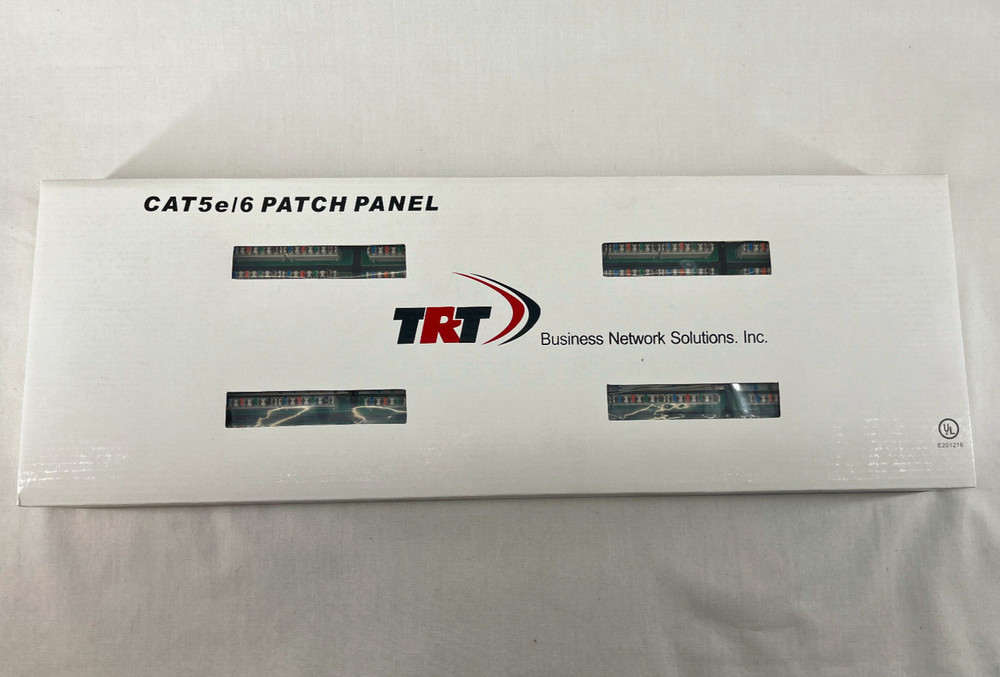 CAT5e/6 PATCH PANEL
TRT
Business Network Solutions. Inc.
UL
E201216